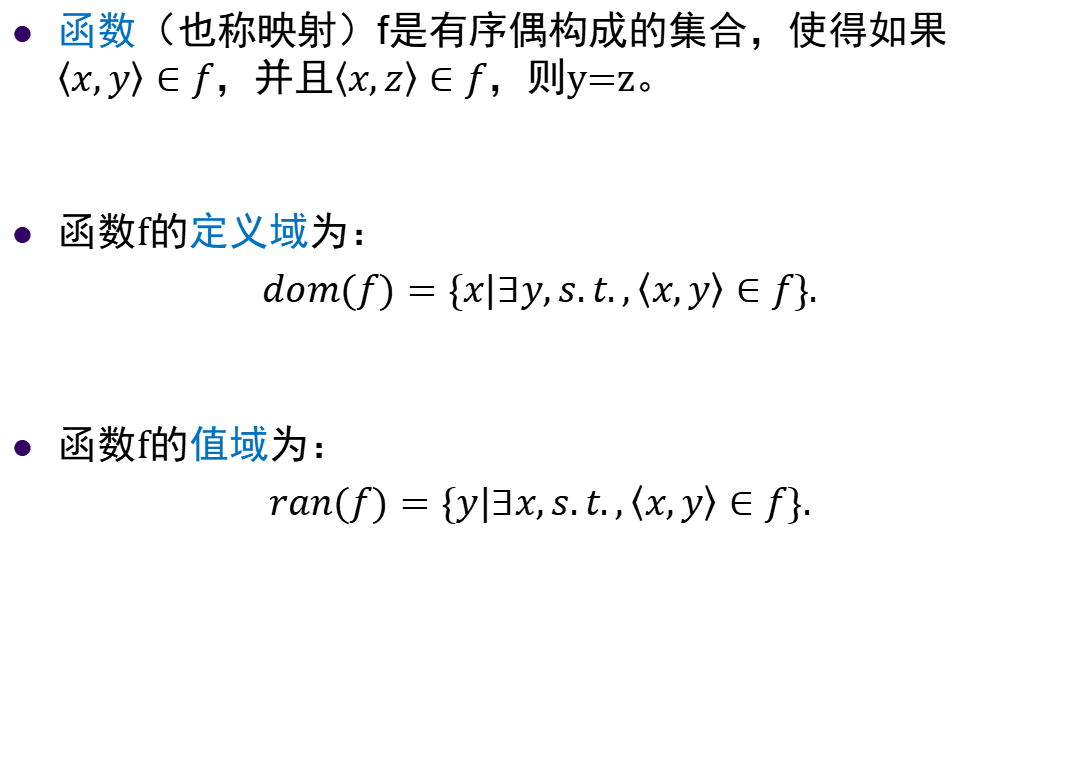 ● 函数（也称映射）f是有序偶构成的集合，使得如果
⟨x, y⟩ ∈ f，并且⟨x, z⟩ ∈ f，则y=z。
● 函数f的定义域为：
dom(f) = {x|∃y, s. t. , ⟨x, y⟩ ∈ f}.
● 函数f的值域为：
ran(f) = {y|∃x, s. t. , ⟨x, y⟩ ∈ f}.